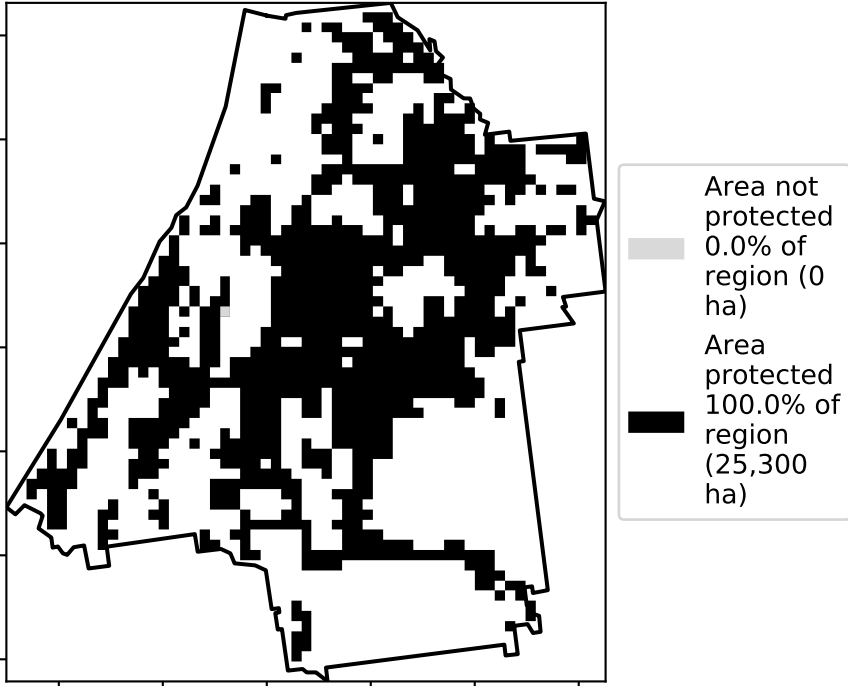 Area not
protected
0.0% of
region (0
ha)
Area
protected
100.0% of
region
(25,300
ha)